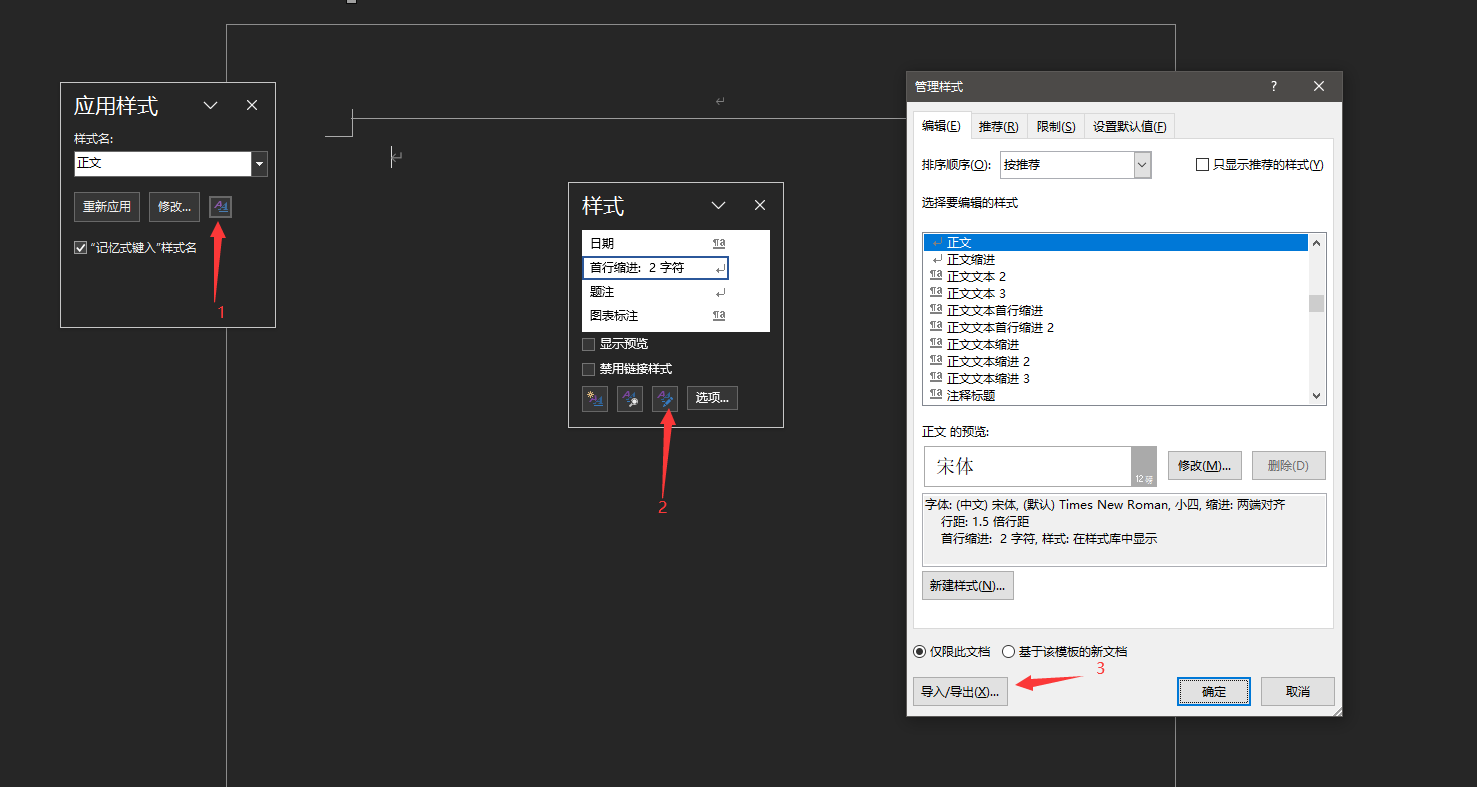 应用样式
样式名:
正文
重新应用
修改...
“记忆式键入”样式名
1
样式
日期
首行缩进: 2 字符
题注
图表标注
显示预览
禁用链接样式
选项...
2
管理样式
编辑(E) 推荐(R) 限制(S) 设置默认值(F)
排序顺序(O): 按推荐 只显示推荐的样式(Y)
选择要编辑的样式
正文
正文缩进
正文文本 2
正文文本 3
正文文本首行缩进
正文文本首行缩进 2
正文文本缩进
正文文本缩进 2
正文文本缩进 3
注释标题
正文 的预览:
宋体
12 磅
修改(M)... 删除(D)
字体: (中文) 宋体, (默认) Times New Roman, 小四, 缩进: 两端对齐
行距: 1.5 倍行距
首行缩进: 2 字符, 样式: 在样式库中显示
新建样式(N)...
仅限此文档 基于该模板的新文档
3
导入/导出(X)... 确定 取消